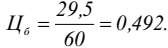 Ц_б = 29,5/60 = 0,492.